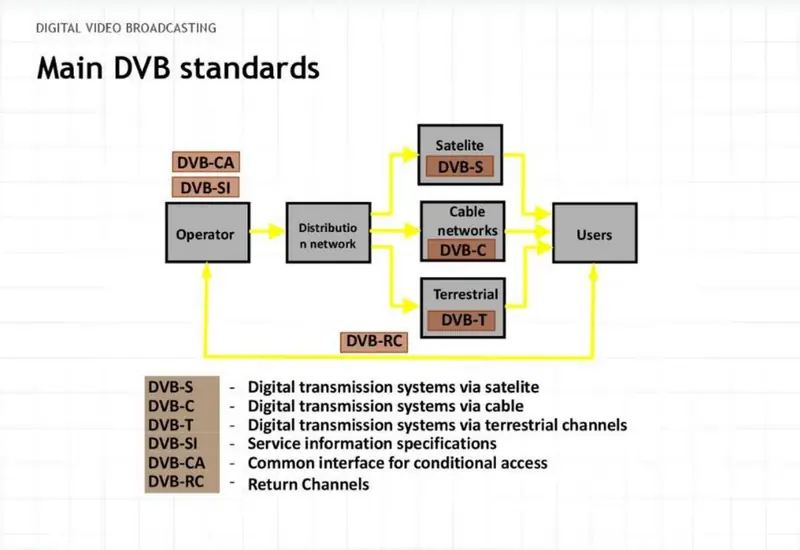 DIGITAL VIDEO BROADCASTING
Main DVB standards
DVB-CA
DVB-SI
Operator
Distributio
n network
Satelite
DVB-S
Cable
networks
DVB-C
Terrestrial
DVB-T
Users
DVB-RC
DVB-S - Digital transmission systems via satelite
DVB-C - Digital transmission systems via cable
DVB-T - Digital transmission systems via terrestrial channels
DVB-SI - Service information specifications
DVB-CA - Common interface for conditional access
DVB-RC - Return Channels